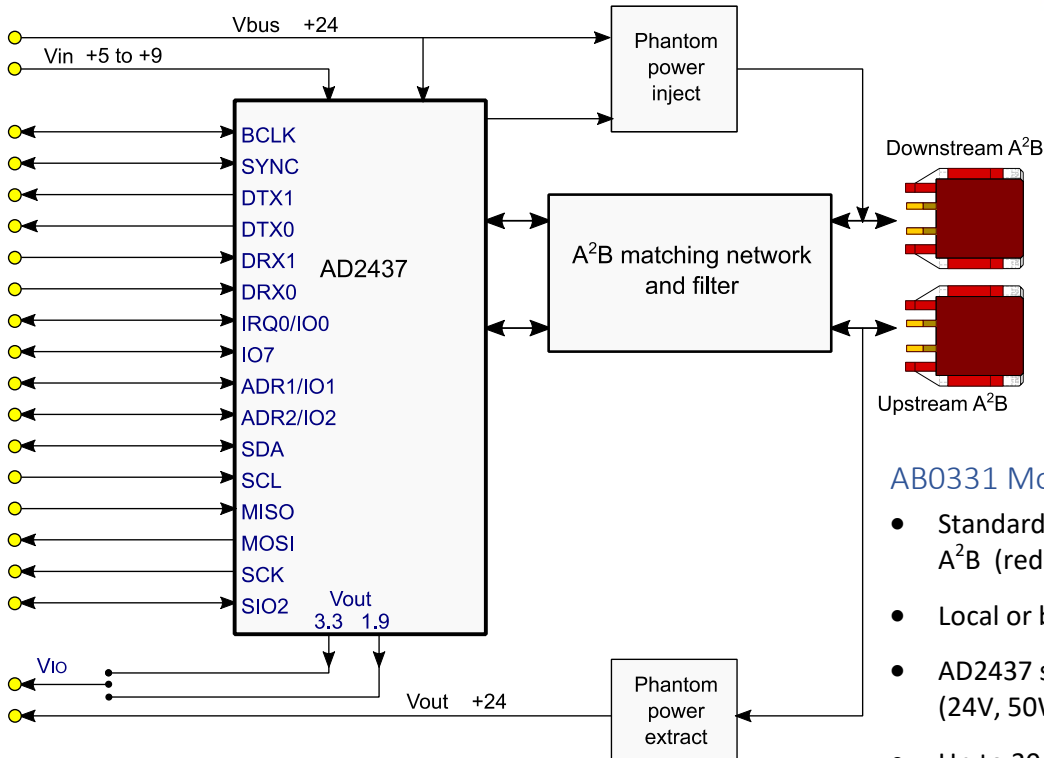 Vbus +24
Vin +5 to +9
Phantom
power
inject
BCLK
SYNC
DTX1
DTX0
DRX1
DRX0
IRQ0/IO0
IO7
ADR1/IO1
ADR2/IO2
SDA
SCL
MISO
MOSI
SCK
SIO2
AD2437
Vout
3.3 1.9
A²B matching network
and filter
Downstream A²B
Upstream A²B
VIO
Vout +24
Phantom
power
extract
AB0331
• Standard
A²B (red
• Local or
• AD2437
(24V,